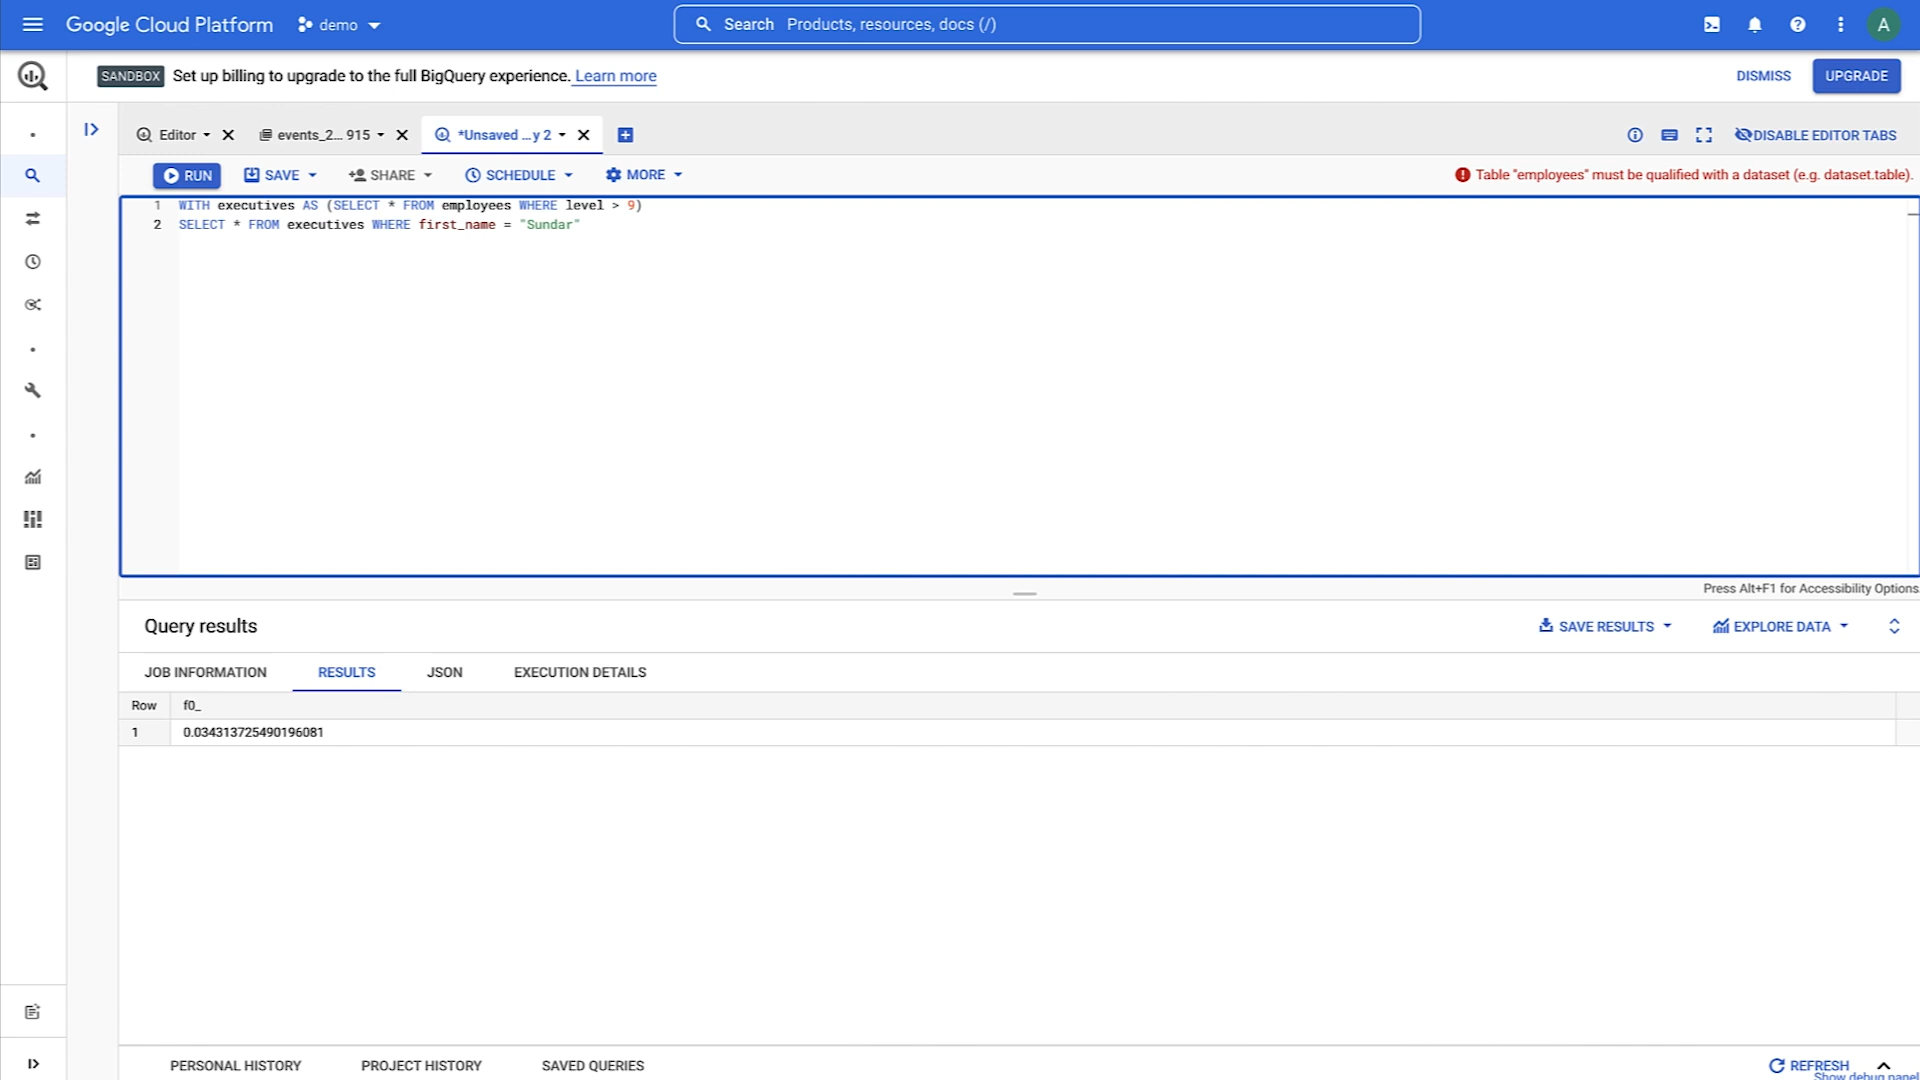 Google Cloud Platform
demo
Search Products, resources, docs (/)
A
SANDBOX Set up billing to upgrade to the full BigQuery experience. Learn more
DISMISS
UPGRADE
Editor
events_2... 915
*Unsaved ...y 2
DISABLE EDITOR TABS
RUN
SAVE
SHARE
SCHEDULE
MORE
Table "employees" must be qualified with a dataset (e.g. dataset.table).
1 WITH executives AS (SELECT * FROM employees WHERE level > 9)
2 SELECT * FROM executives WHERE first_name = "Sundar"
Press Alt+F1 for Accessibility Options.
Query results
SAVE RESULTS
EXPLORE DATA
JOB INFORMATION
RESULTS
JSON
EXECUTION DETAILS
Row f0_
1 0.034313725490196081
PERSONAL HISTORY
PROJECT HISTORY
SAVED QUERIES
REFRESH
Show debug panel